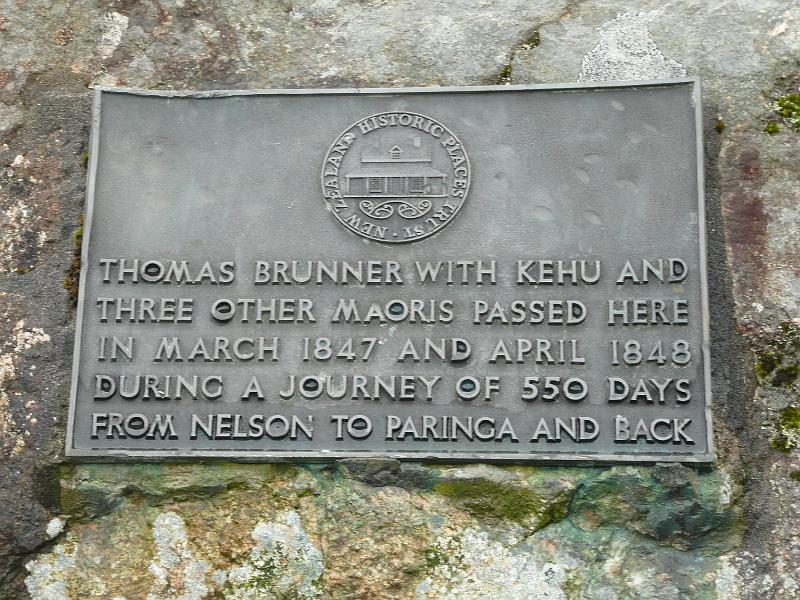 NEW ZEALAND HISTORIC PLACES TRUST
THOMAS BRUNNER WITH KEHU AND
THREE OTHER MAORIS PASSED HERE
IN MARCH 1847 AND APRIL 1848
DURING A JOURNEY OF 550 DAYS
FROM NELSON TO PARINGA AND BACK